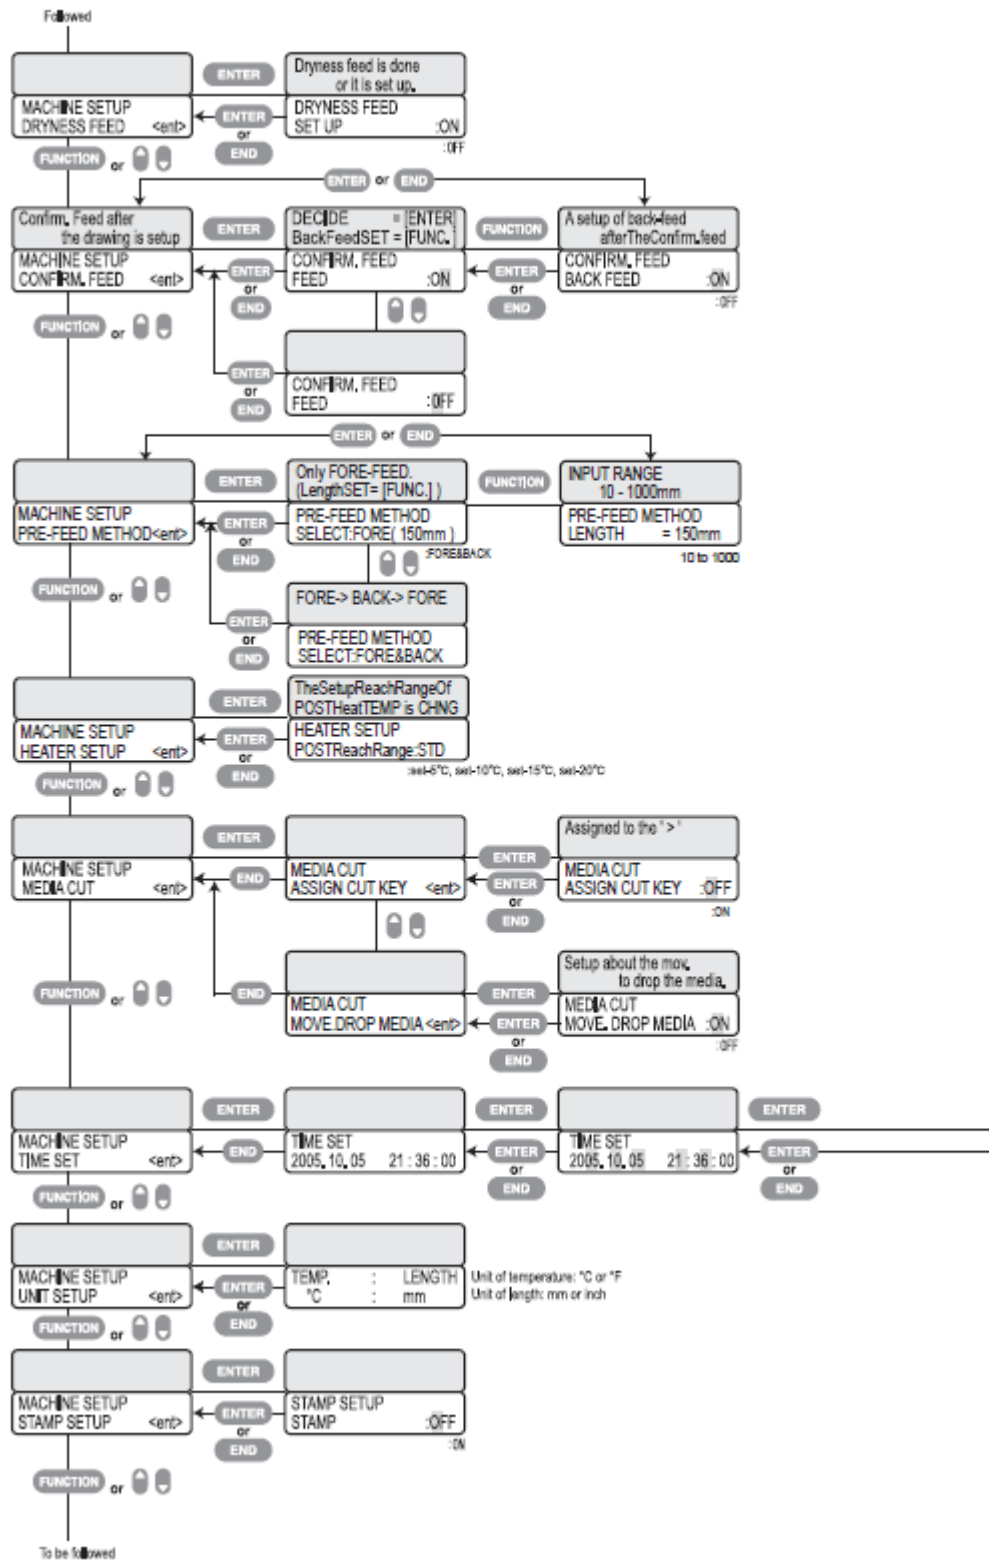 Followed
ENTER
Dryness feed is done
or it is set up.
MACHINE SETUP
DRYNESS FEED <ent>
ENTER
or
END
DRYNESS FEED
SET UP :ON
:OFF
FUNCTION or
ENTER or END
Confirm. Feed after
the drawing is setup
ENTER
DECIDE = [ENTER]
BackFeedSET = [FUNC.]
FUNCTION
A setup of back-feed
afterTheConfirm.feed
MACHINE SETUP
CONFIRM. FEED <ent>
ENTER
or
END
CONFIRM. FEED
FEED :ON
ENTER
or
END
CONFIRM. FEED
BACK FEED :ON
:OFF
FUNCTION or
ENTER
or
END
CONFIRM. FEED
FEED :OFF
ENTER or END
ENTER
Only FORE-FEED.
(LengthSET= [FUNC.] )
FUNCTION
INPUT RANGE
10 - 1000mm
MACHINE SETUP
PRE-FEED METHOD<ent>
ENTER
or
END
PRE-FEED METHOD
SELECT:FORE( 150mm )
:FORE&BACK
PRE-FEED METHOD
LENGTH = 150mm
10 to 1000
FUNCTION or
FORE-> BACK-> FORE
ENTER
or
END
PRE-FEED METHOD
SELECT:FORE&BACK
ENTER
TheSetupReachRangeOf
POSTHeatTEMP is CHNG
MACHINE SETUP
HEATER SETUP <ent>
ENTER
or
END
HEATER SETUP
POSTReachRange:STD
:set-5°C, set-10°C, set-15°C, set-20°C
FUNCTION or
ENTER
Assigned to the ' > '
ENTER
MACHINE SETUP
MEDIA CUT <ent>
END
MEDIA CUT
ASSIGN CUT KEY <ent>
ENTER
or
END
MEDIA CUT
ASSIGN CUT KEY :OFF
:ON
Setup about the mov.
to drop the media.
FUNCTION or
END
MEDIA CUT
MOVE.DROP MEDIA <ent>
ENTER
ENTER
or
END
MEDIA CUT
MOVE. DROP MEDIA :ON
:OFF
ENTER
ENTER
ENTER
MACHINE SETUP
TIME SET <ent>
END
TIME SET
2005. 10. 05 21 : 36 : 00
ENTER
or
END
TIME SET
2005. 10. 05 21 : 36 : 00
ENTER
or
END
FUNCTION or
ENTER
MACHINE SETUP
UNIT SETUP <ent>
ENTER
or
END
TEMP. : LENGTH
°C : mm
Unit of temperature: °C or °F
Unit of length: mm or inch
FUNCTION or
ENTER
MACHINE SETUP
STAMP SETUP <ent>
ENTER
or
END
STAMP SETUP
STAMP :OFF
:ON
FUNCTION or
To be followed